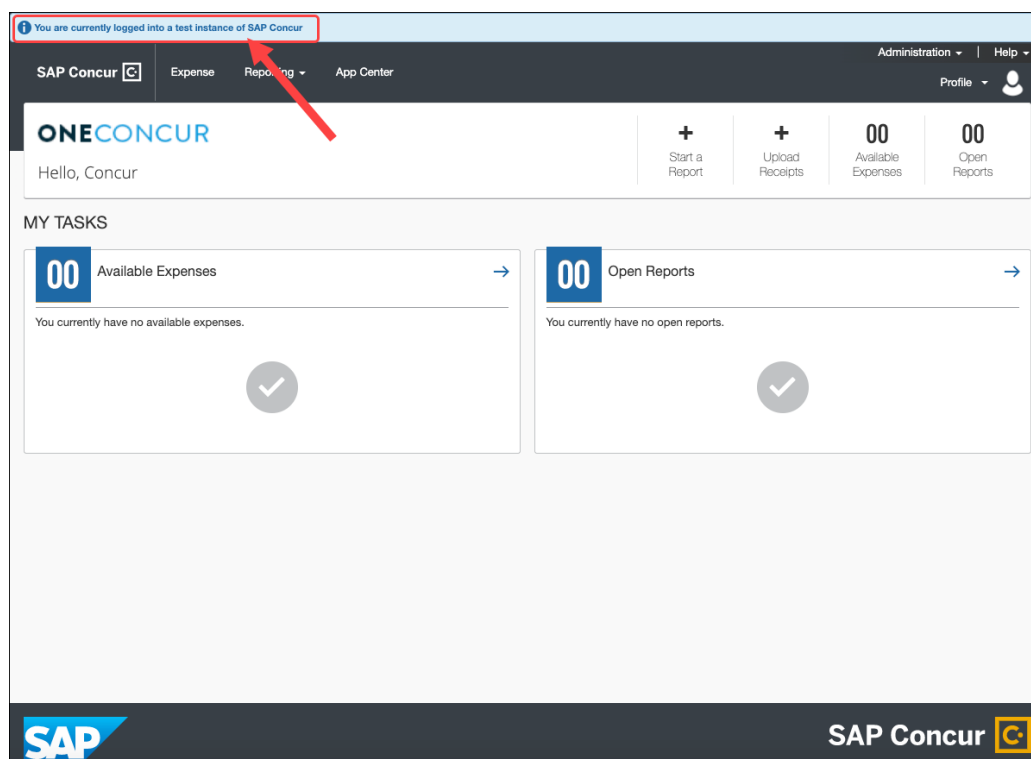 You are currently logged into a test instance of SAP Concur
Administration | Help
SAP Concur C Expense Reporting App Center
Profile
ONECONCUR
Hello, Concur
+ Start a Report
+ Upload Receipts
00 Available Expenses
00 Open Reports
MY TASKS
00 Available Expenses →
You currently have no available expenses.
00 Open Reports →
You currently have no open reports.
SAP
SAP Concur C